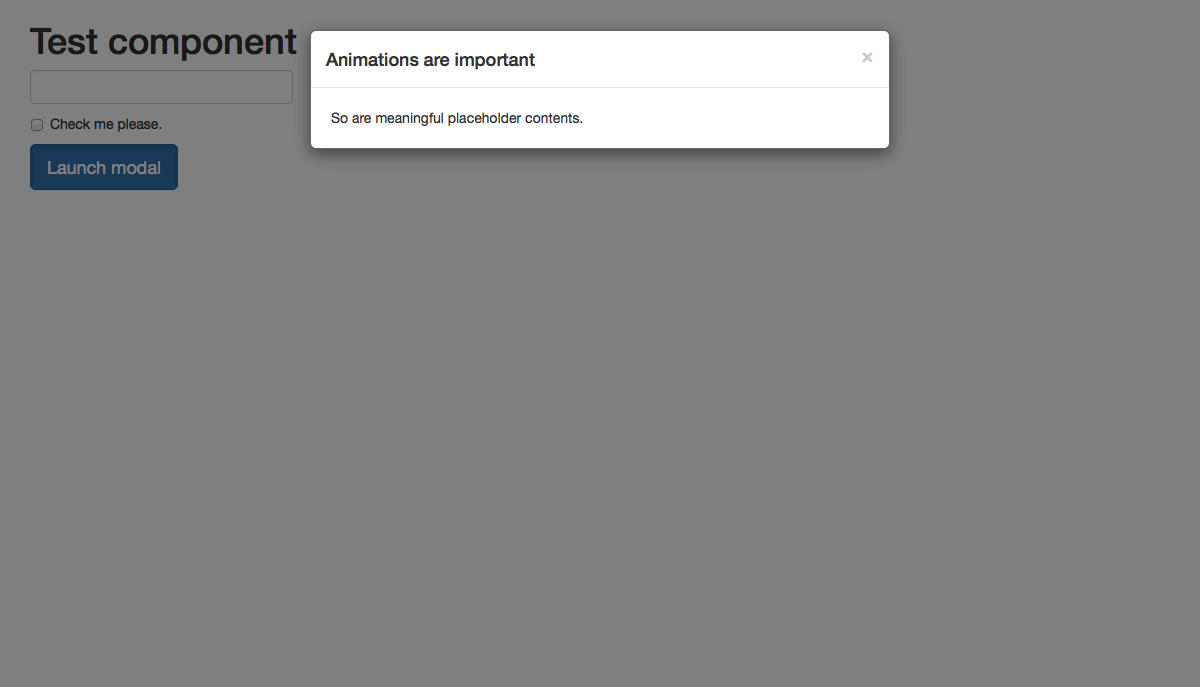 Test component
Animations are important
×
So are meaningful placeholder contents.
Check me please.
Launch modal